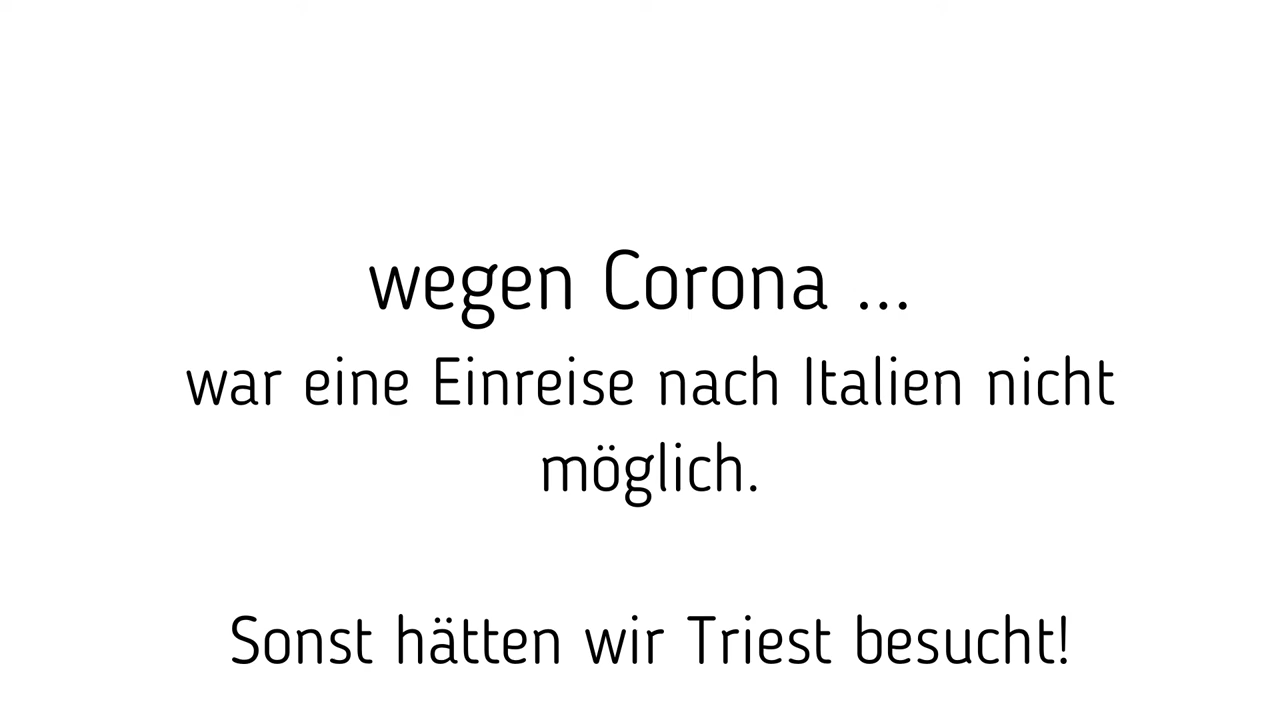 wegen Corona ...
war eine Einreise nach Italien nicht
möglich.
Sonst hätten wir Triest besucht!